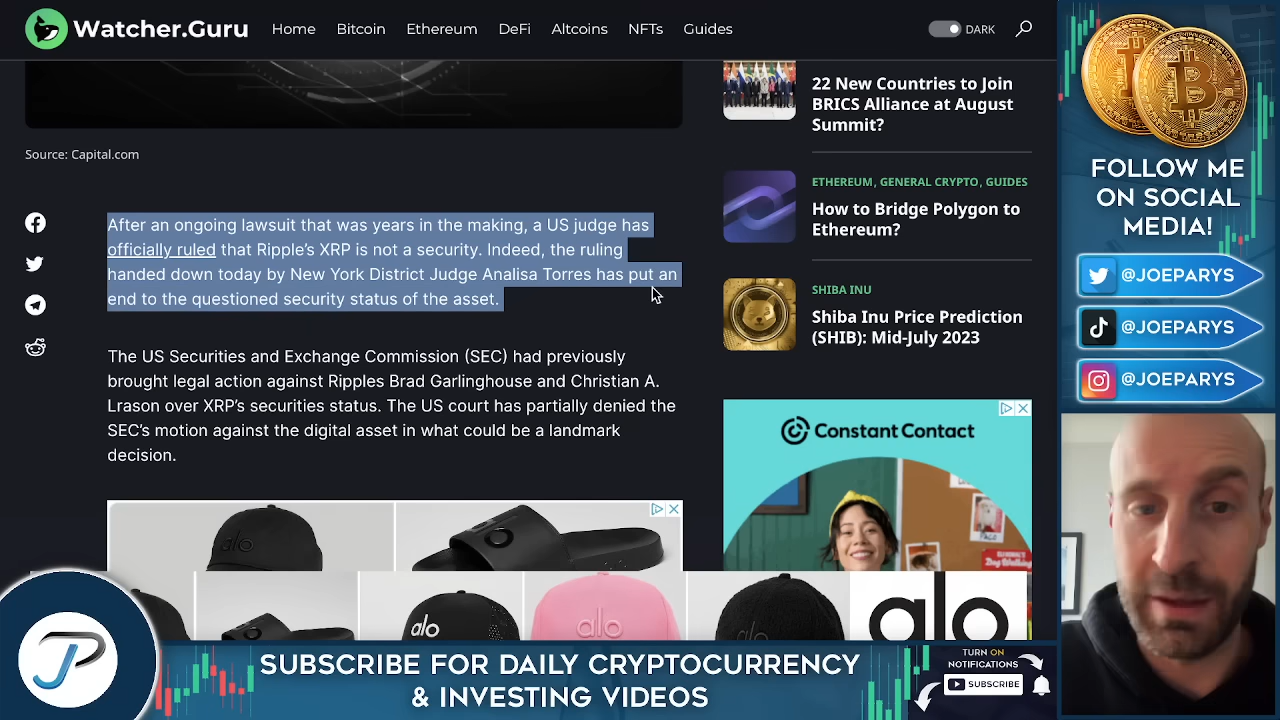 Watcher.Guru
Home Bitcoin Ethereum DeFi Altcoins NFTs Guides
DARK
Source: Capital.com
After an ongoing lawsuit that was years in the making, a US judge has
officially ruled that Ripple's XRP is not a security. Indeed, the ruling
handed down today by New York District Judge Analisa Torres has put an
end to the questioned security status of the asset.
The US Securities and Exchange Commission (SEC) had previously
brought legal action against Ripples Brad Garlinghouse and Christian A.
Lrason over XRP's securities status. The US court has partially denied the
SEC's motion against the digital asset in what could be a landmark
decision.
22 New Countries to Join
BRICS Alliance at August
Summit?
ETHEREUM, GENERAL CRYPTO, GUIDES
How to Bridge Polygon to
Ethereum?
SHIBA INU
Shiba Inu Price Prediction
(SHIB): Mid-July 2023
Constant Contact
alo
alo
alo
alo
FOLLOW ME
ON SOCIAL
MEDIA!
@JOEPARYS
@JOEPARYS
@JOEPARYS
JP
SUBSCRIBE FOR DAILY CRYPTOCURRENCY
& INVESTING VIDEOS
TURN ON
NOTIFICATIONS
SUBSCRIBE